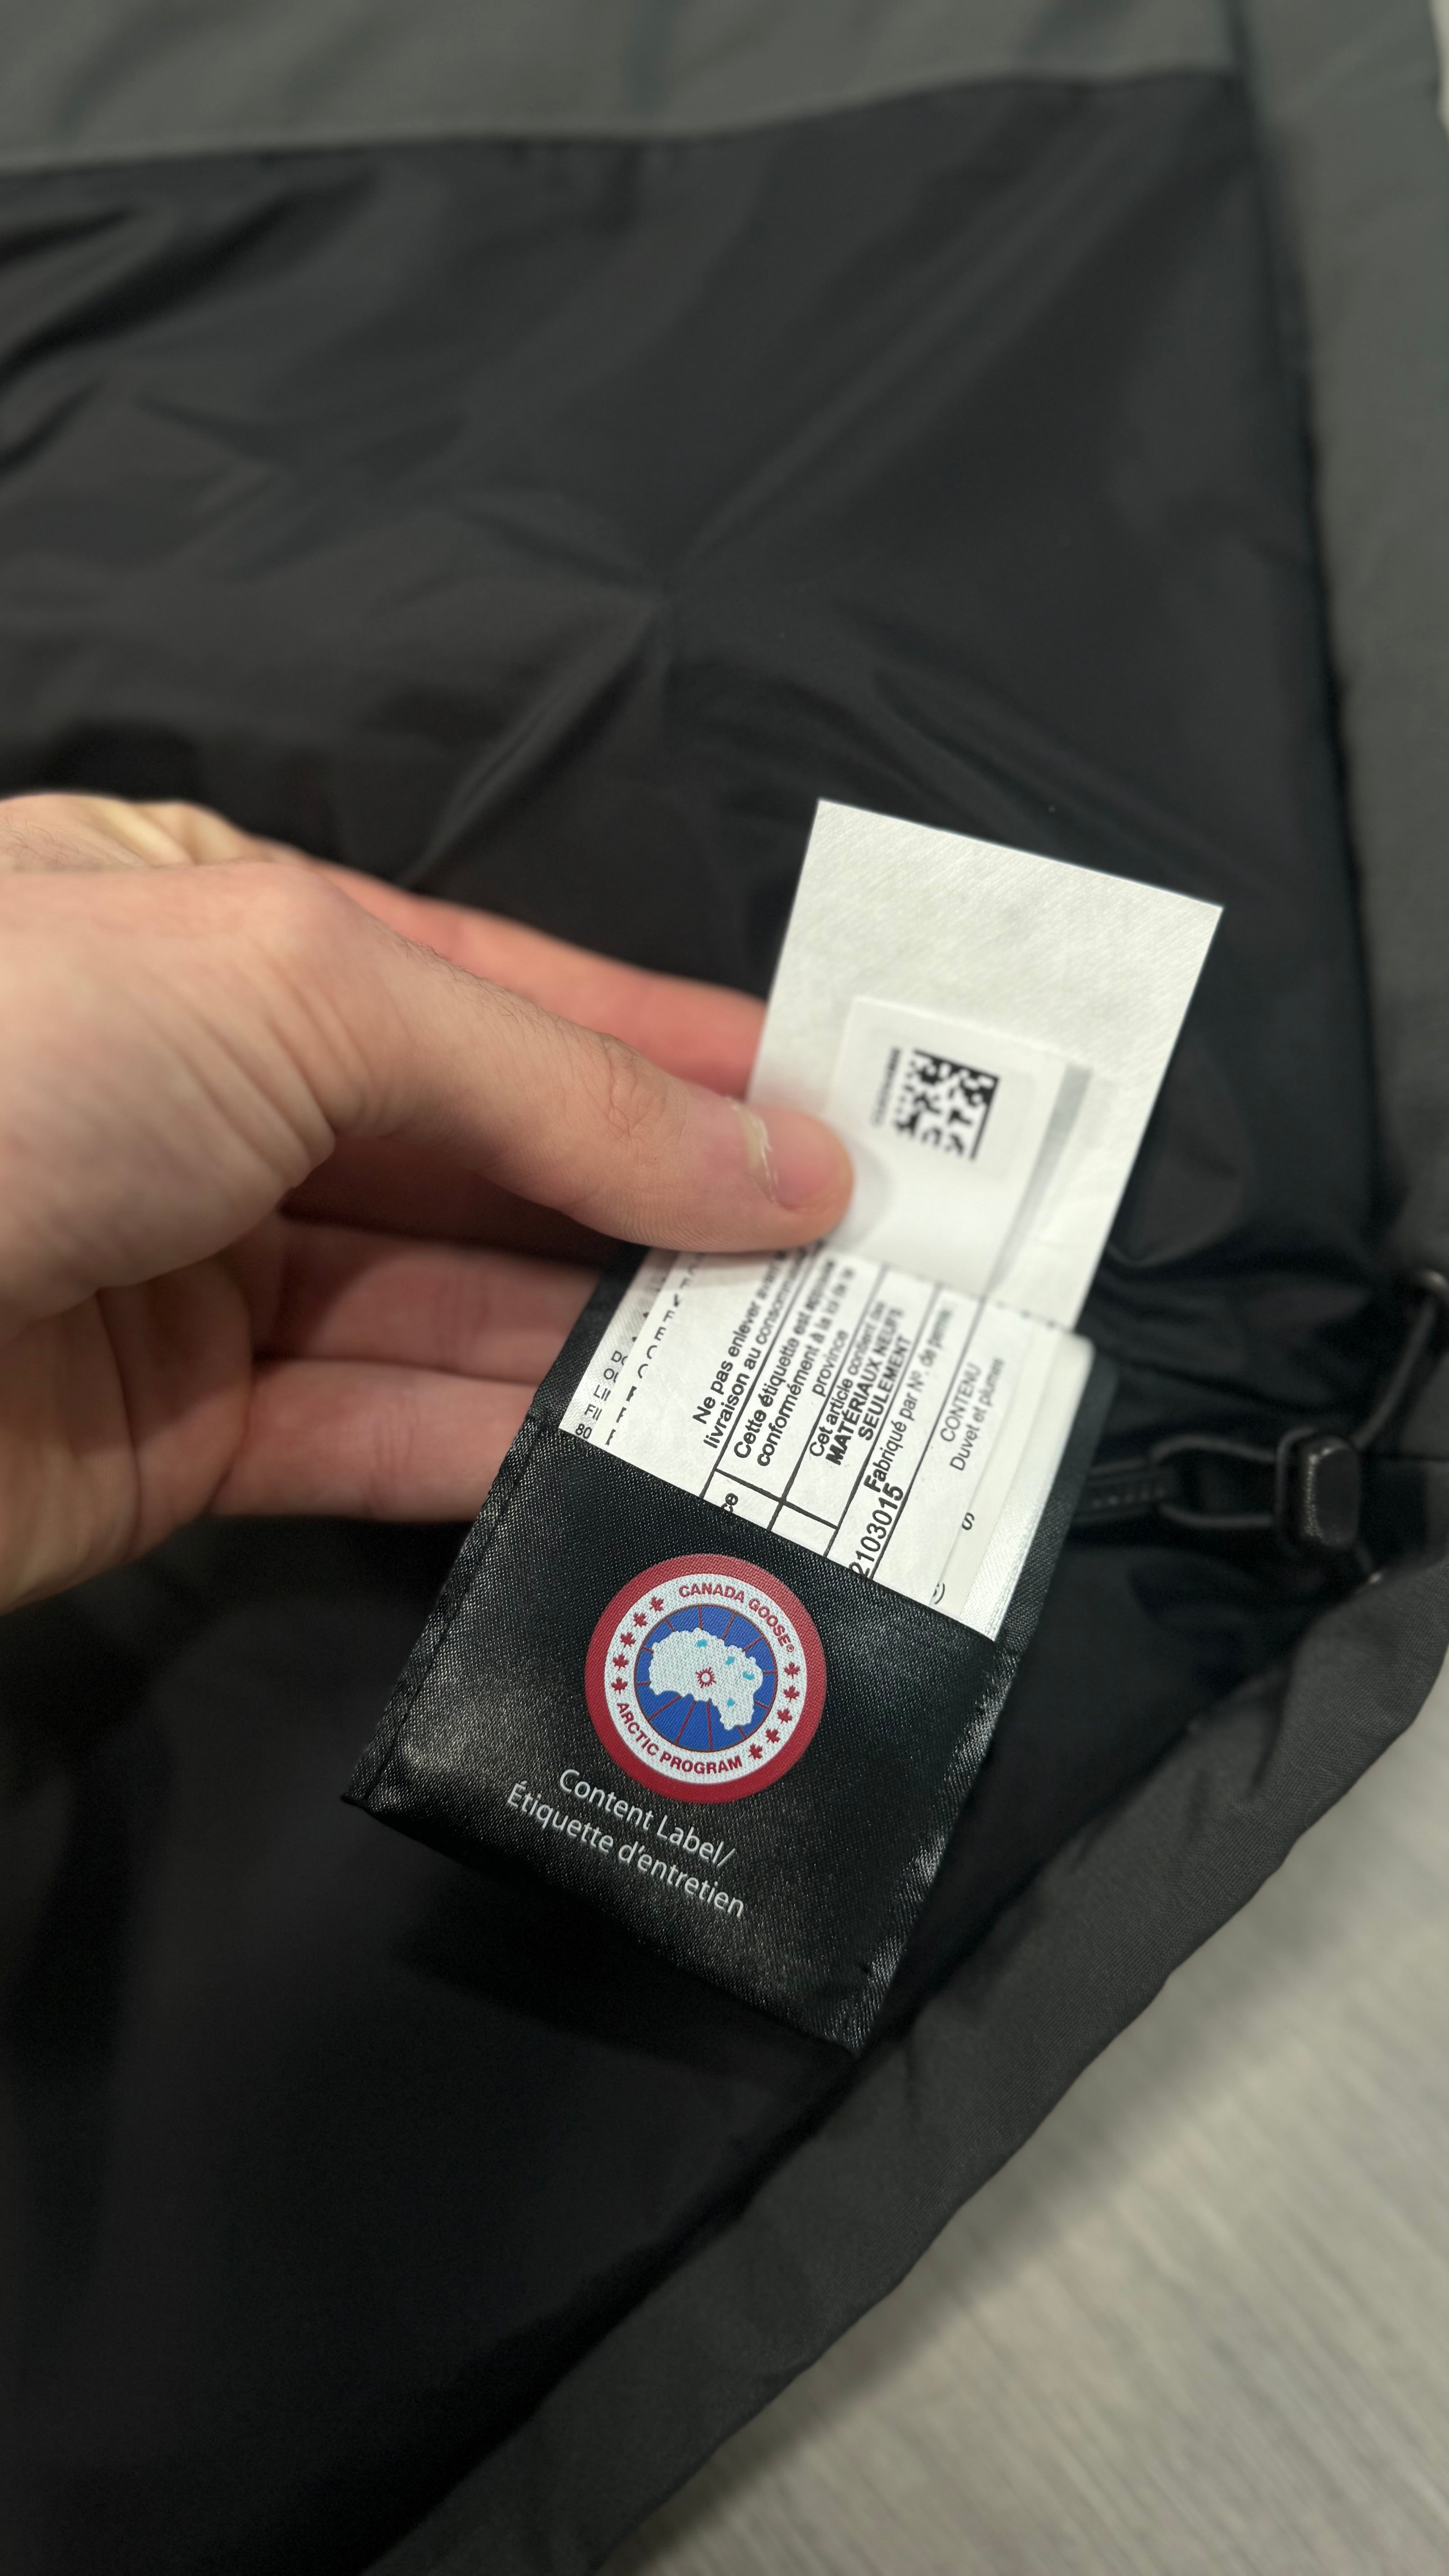 Ne pas enlever avant
livraison au consommateur
Cette étiquette est apposée
conformément à la loi de la
province
Cet article contient des
MATÉRIAUX NEUFS
SEULEMENT
Fabriqué par Nº. de permis.
2103015
CONTENU
Duvet et plumes
CANADA GOOSE®
ARCTIC PROGRAM
Content Label/
Étiquette d'entretien